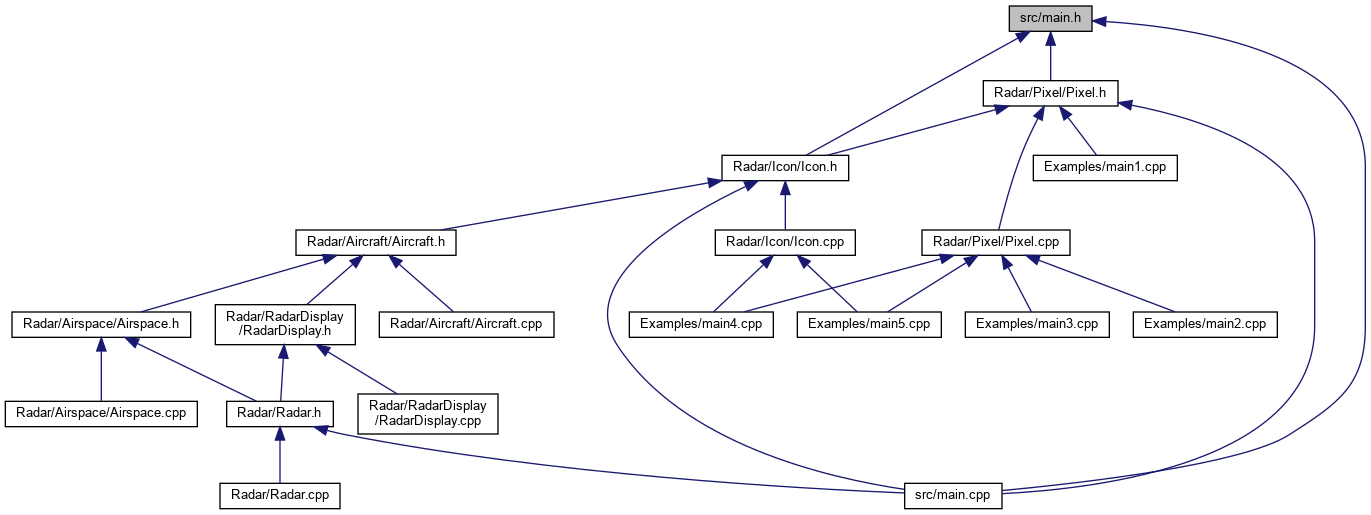 src/main.h
Radar/Pixel/Pixel.h
Radar/Icon/Icon.h
Examples/main1.cpp
Radar/Aircraft/Aircraft.h
Radar/Icon/Icon.cpp
Radar/Pixel/Pixel.cpp
Radar/Airspace/Airspace.h
Radar/RadarDisplay
/RadarDisplay.h
Radar/Aircraft/Aircraft.cpp
Examples/main4.cpp
Examples/main5.cpp
Examples/main3.cpp
Examples/main2.cpp
Radar/Airspace/Airspace.cpp
Radar/Radar.h
Radar/RadarDisplay
/RadarDisplay.cpp
Radar/Radar.cpp
src/main.cpp